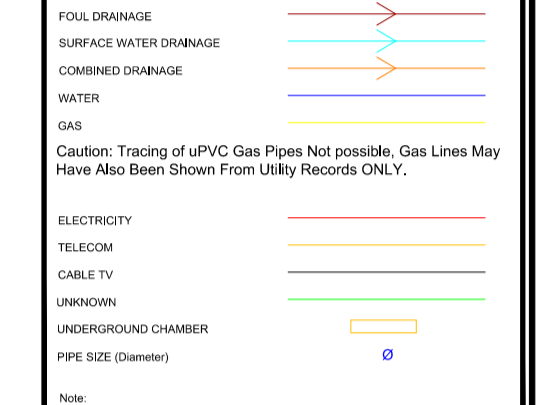 FOUL DRAINAGE
SURFACE WATER DRAINAGE
COMBINED DRAINAGE
WATER
GAS
Caution: Tracing of uPVC Gas Pipes Not possible, Gas Lines May
Have Also Been Shown From Utility Records ONLY.
ELECTRICITY
TELECOM
CABLE TV
UNKNOWN
UNDERGROUND CHAMBER
PIPE SIZE (Diameter) Ø
Note: